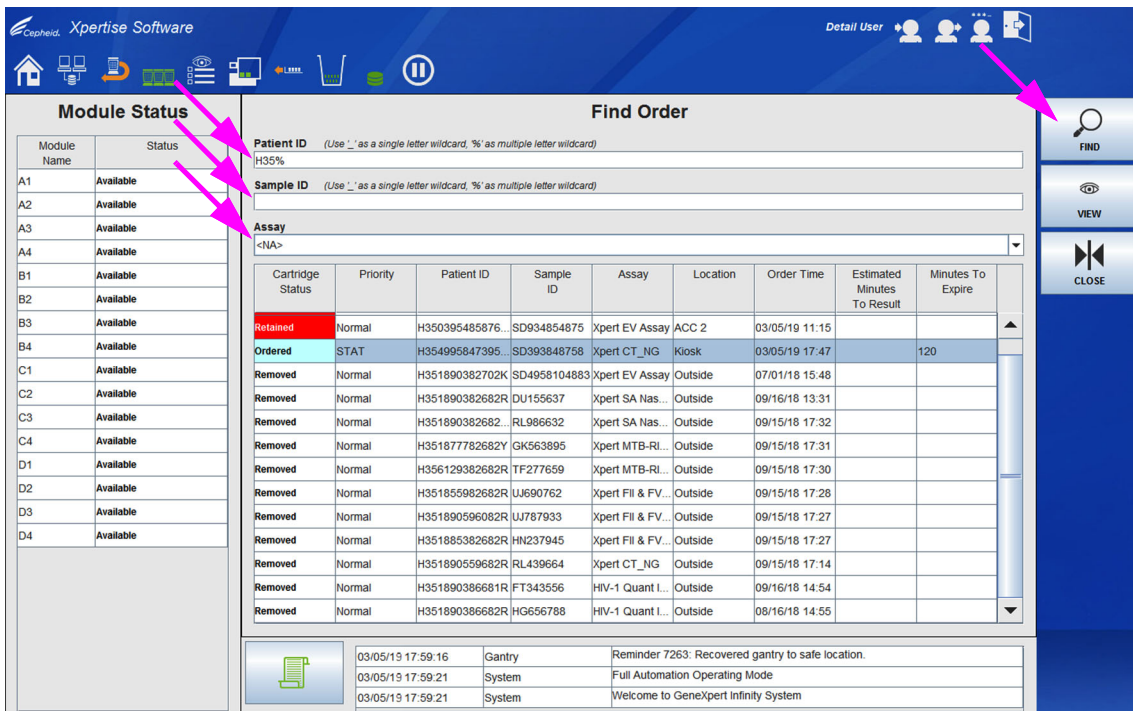 Cepheid. Xpertise Software
Detail User
Module Status
Module Name Status
A1 Available
A2 Available
A3 Available
A4 Available
B1 Available
B2 Available
B3 Available
B4 Available
C1 Available
C2 Available
C3 Available
C4 Available
D1 Available
D2 Available
D3 Available
D4 Available
Find Order
Patient ID (Use '_' as a single letter wildcard, '%' as multiple letter wildcard)
H35%
Sample ID (Use '_' as a single letter wildcard, '%' as multiple letter wildcard)
Assay
<NA>
Cartridge Status Priority Patient ID Sample ID Assay Location Order Time Estimated Minutes To Result Minutes To Expire
Retained Normal H350395485876... SD934854875 Xpert EV Assay ACC 2 03/05/19 11:15
Ordered STAT H354995847395... SD393848758 Xpert CT_NG Kiosk 03/05/19 17:47 120
Removed Normal H351890382702K SD4958104883 Xpert EV Assay Outside 07/01/18 15:48
Removed Normal H351890382682R DU155637 Xpert SA Nas... Outside 09/16/18 13:31
Removed Normal H351890382682... RL986632 Xpert SA Nas... Outside 09/15/18 17:32
Removed Normal H351877782682Y GK563895 Xpert MTB-RI... Outside 09/15/18 17:31
Removed Normal H356129382682R TF277659 Xpert MTB-RI... Outside 09/15/18 17:30
Removed Normal H351855982682R UJ690762 Xpert FII & FV... Outside 09/15/18 17:28
Removed Normal H351890596082R UJ787933 Xpert FII & FV... Outside 09/15/18 17:27
Removed Normal H351885382682R HN237945 Xpert FII & FV... Outside 09/15/18 17:27
Removed Normal H351890559682R RL439664 Xpert CT_NG Outside 09/15/18 17:14
Removed Normal H351890386681R FT343556 HIV-1 Quant I... Outside 09/16/18 14:54
Removed Normal H351890386682R HG656788 HIV-1 Quant I... Outside 08/16/18 14:55
FIND
VIEW
CLOSE
03/05/19 17:59:16 Gantry Reminder 7263: Recovered gantry to safe location.
03/05/19 17:59:21 System Full Automation Operating Mode
03/05/19 17:59:21 System Welcome to GeneXpert Infinity System